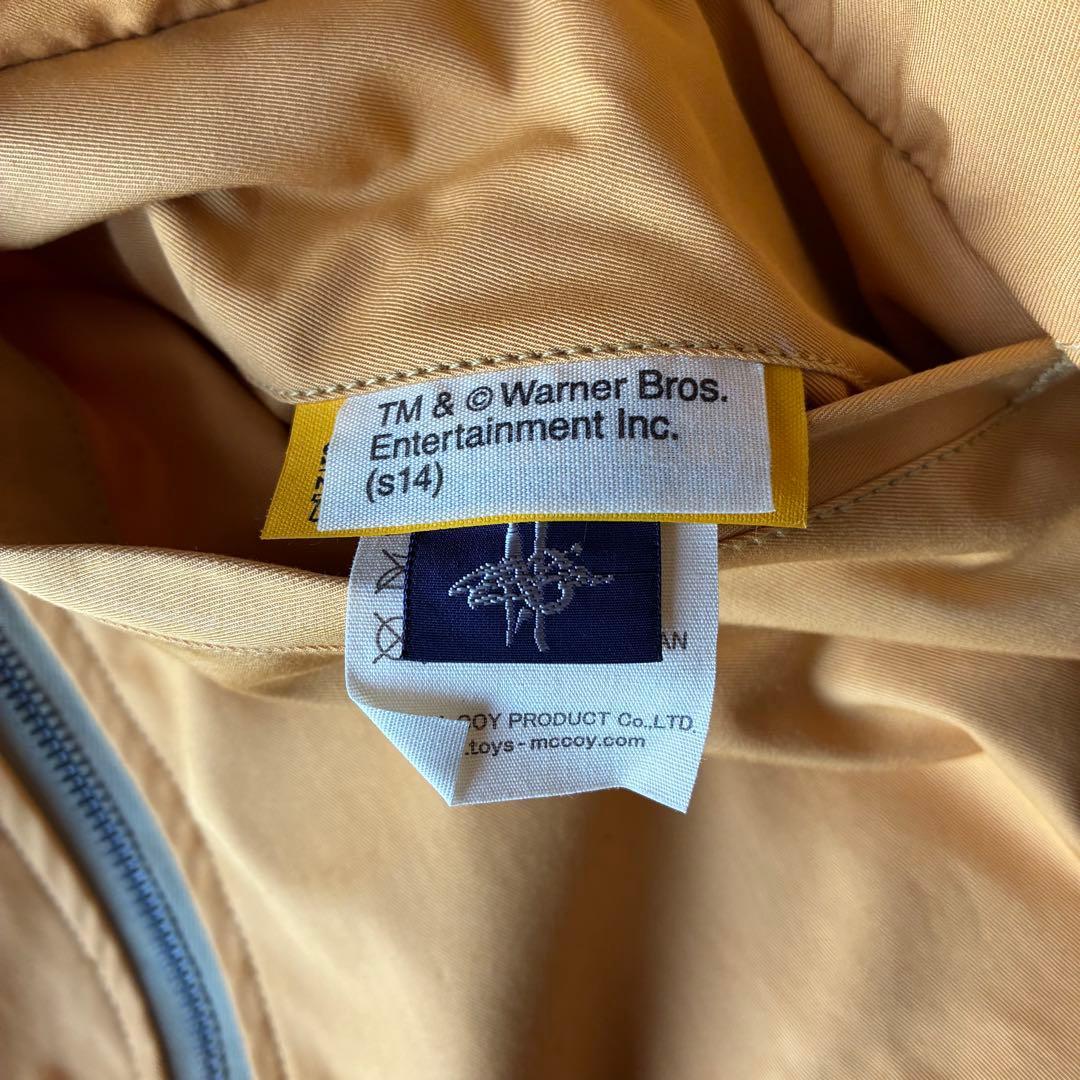 TM & © Warner Bros.
Entertainment Inc.
(s14)
AN
COY PRODUCT Co.,LTD.
.toys-mccoy.com